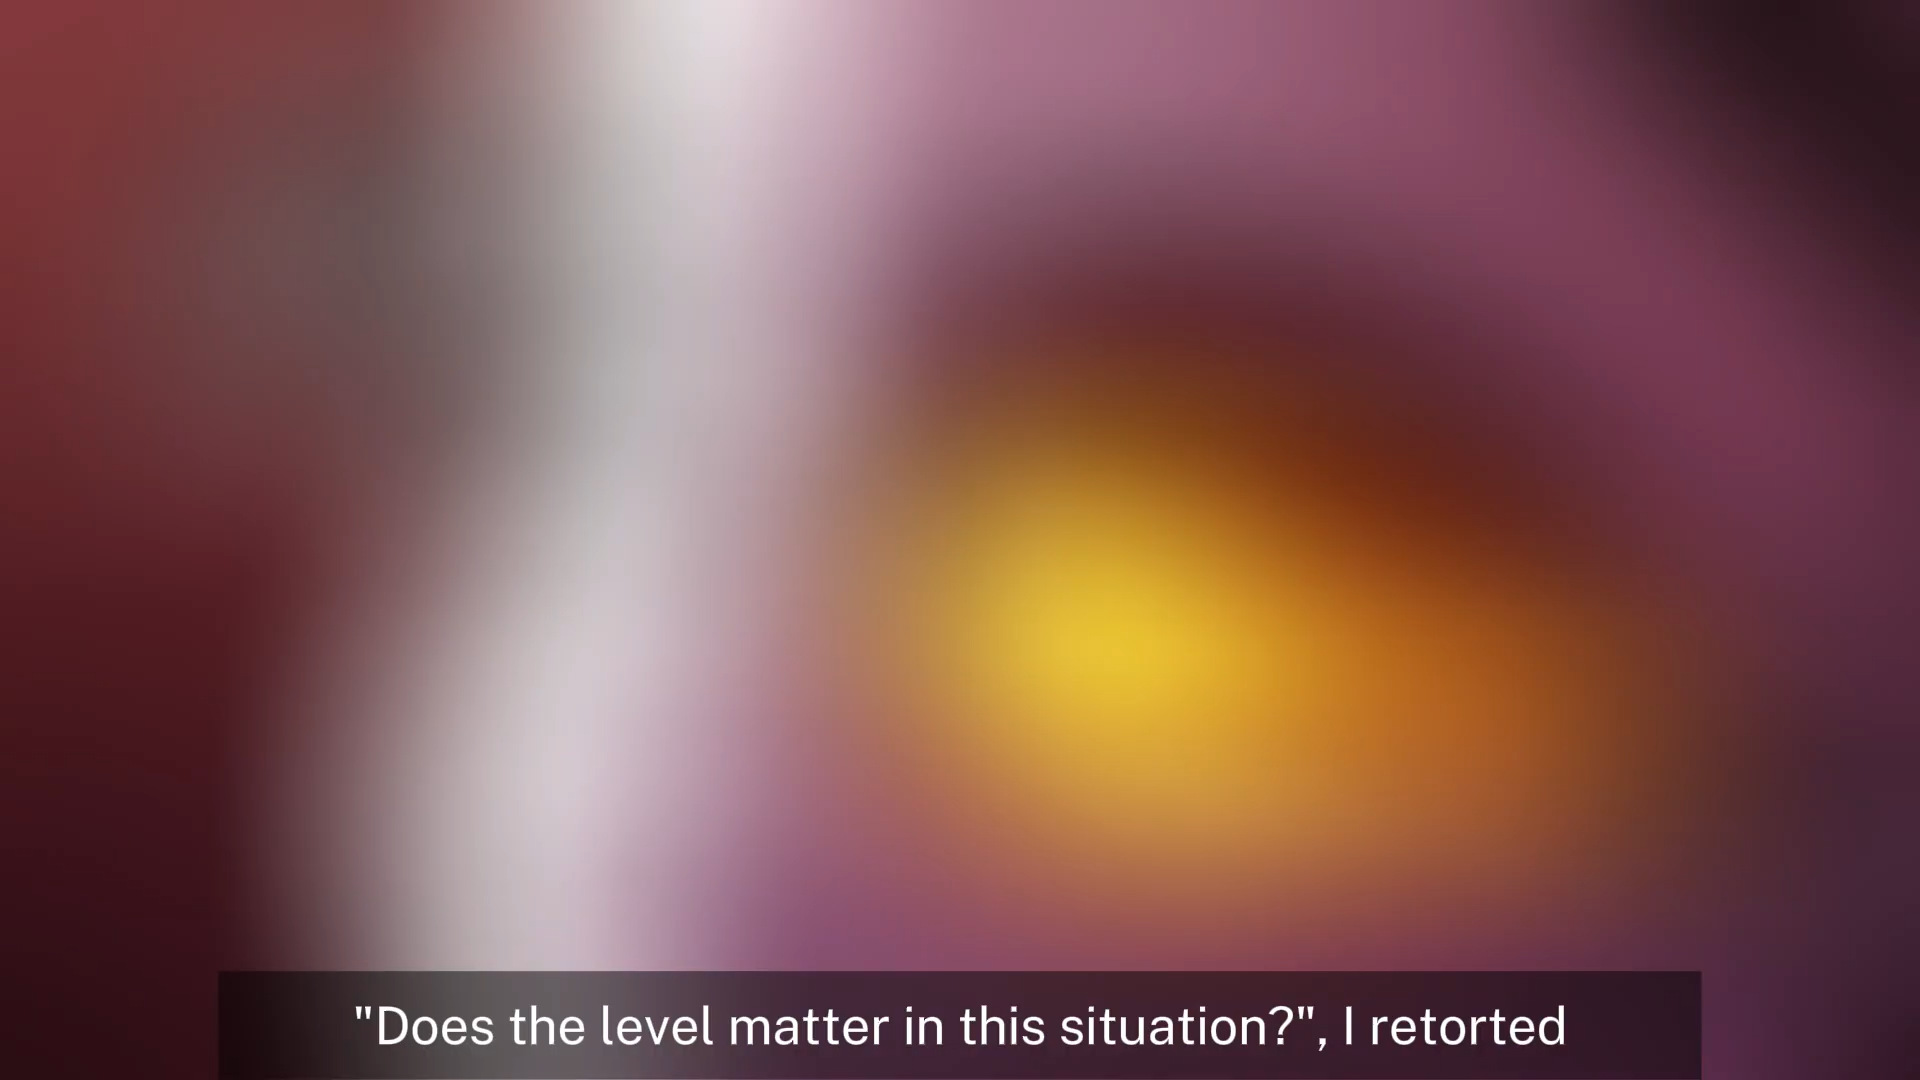 "Does the level matter in this situation?", I retorted